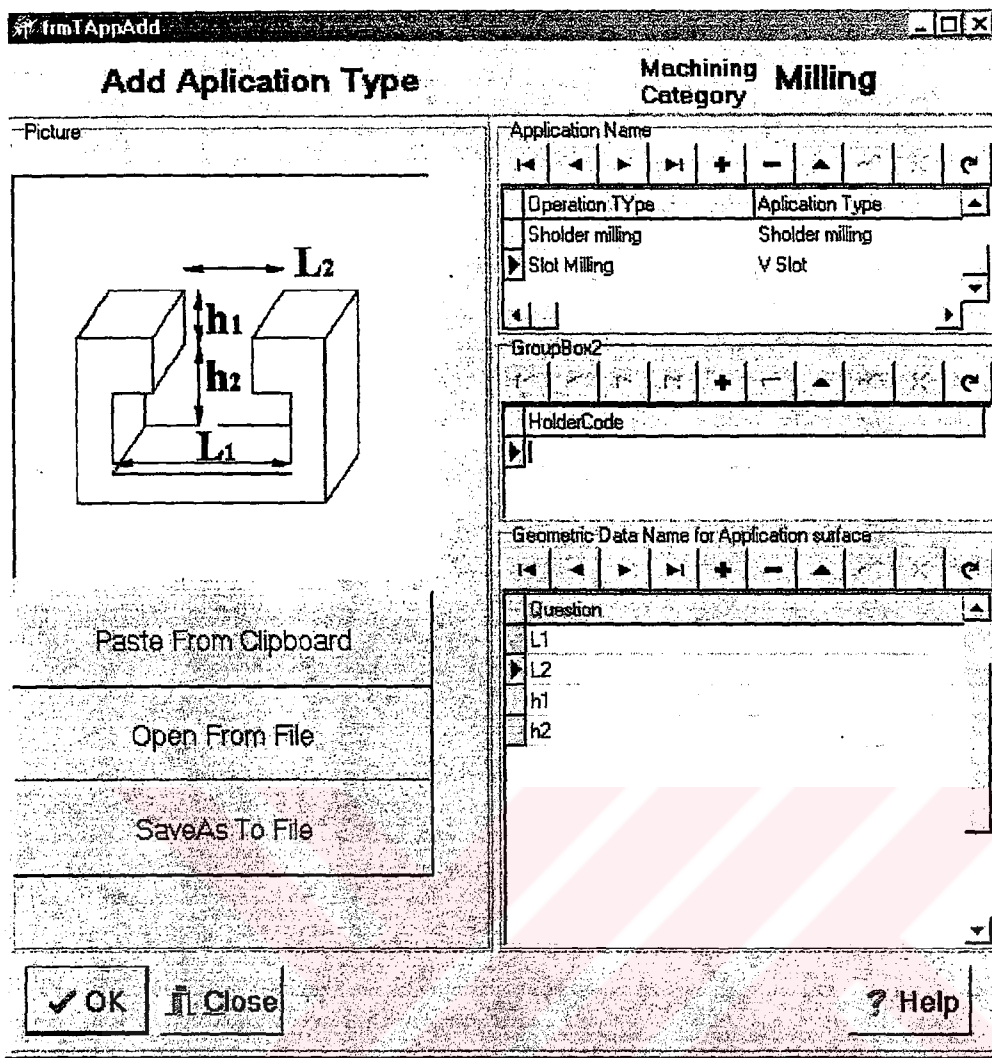 frmTAppAdd
Add Aplication Type
Machining
Category
Milling
Picture
L2
h1
h2
L1
Paste From Clipboard
Open From File
SaveAs To File
Application Name
Operation TYpe Aplication Type
Sholder milling Sholder milling
Slot Milling V Slot
GroupBox2
HolderCode
Geometric Data Name for Application surface
Question
L1
L2
h1
h2
OK
Close
? Help